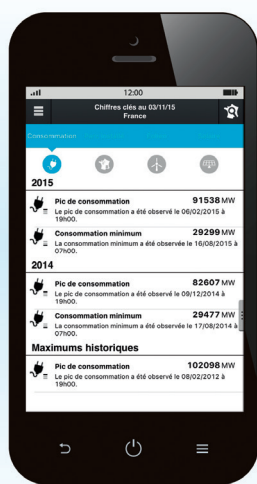 12:00
Chiffres clés au 03/11/15
France
Consommation
2015
Pic de consommation 91538 MW
Le pic de consommation a été observé le 06/02/2015 à
19h00.
Consommation minimum 29299 MW
La consommation minimum a été observée le 16/08/2015 à
07h00.
2014
Pic de consommation 82607 MW
Le pic de consommation a été observé le 09/12/2014 à
19h00.
Consommation minimum 29477 MW
La consommation minimum a été observée le 17/08/2014 à
07h00.
Maximums historiques
Pic de consommation 102098 MW
Le pic de consommation a été observé le 08/02/2012 à
19h00.